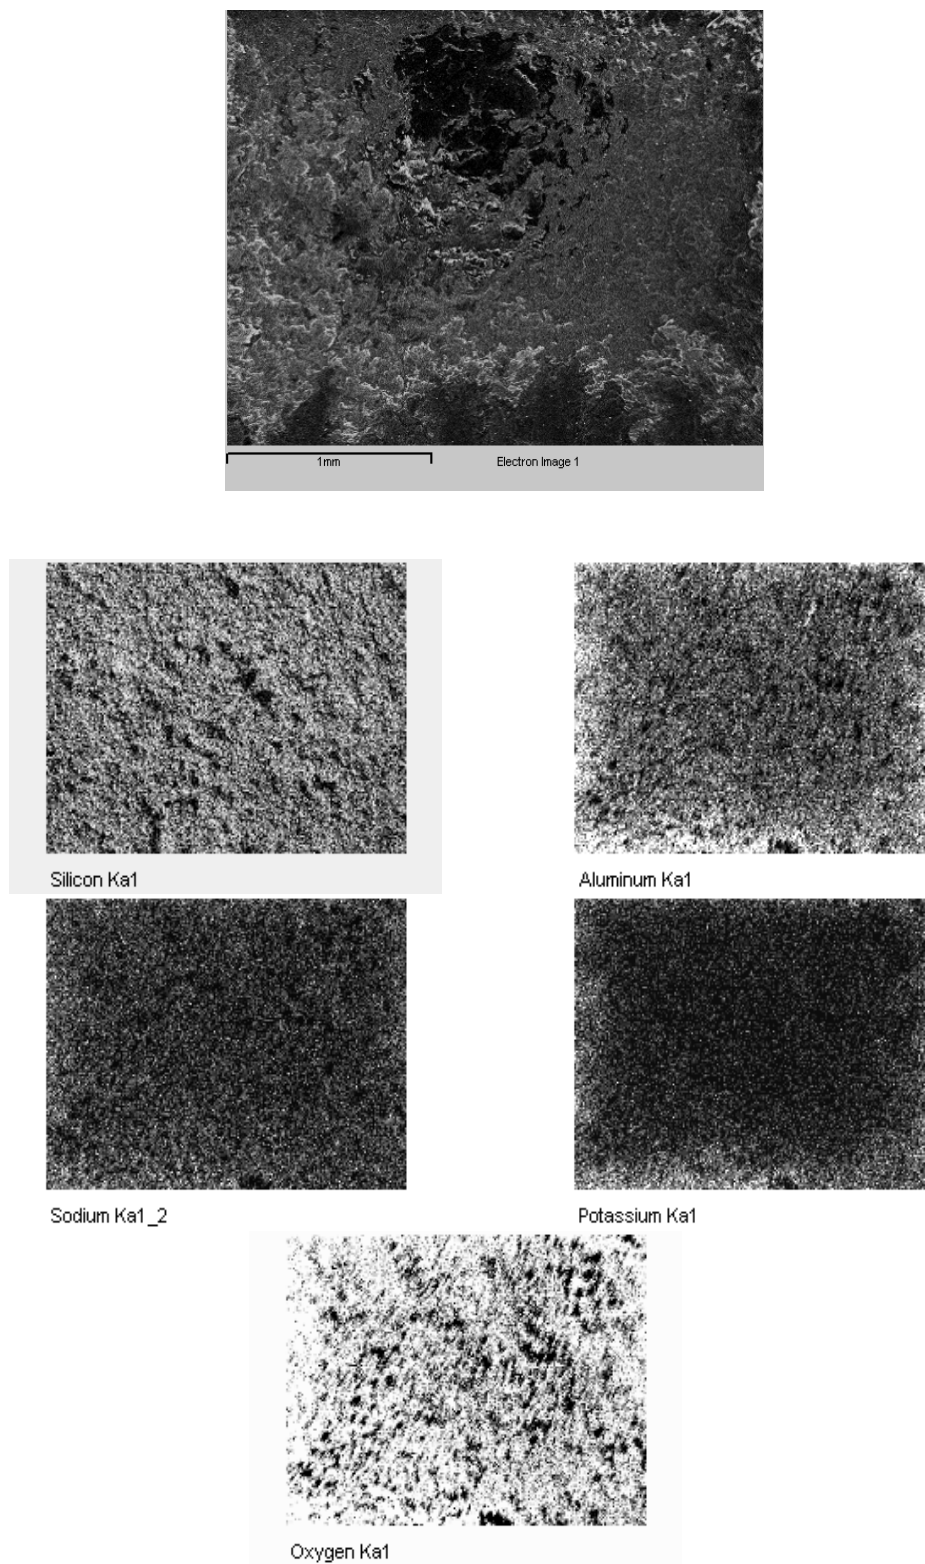 1mm
Electron Image 1
Silicon Ka1
Aluminum Ka1
Sodium Ka1_2
Potassium Ka1
Oxygen Ka1